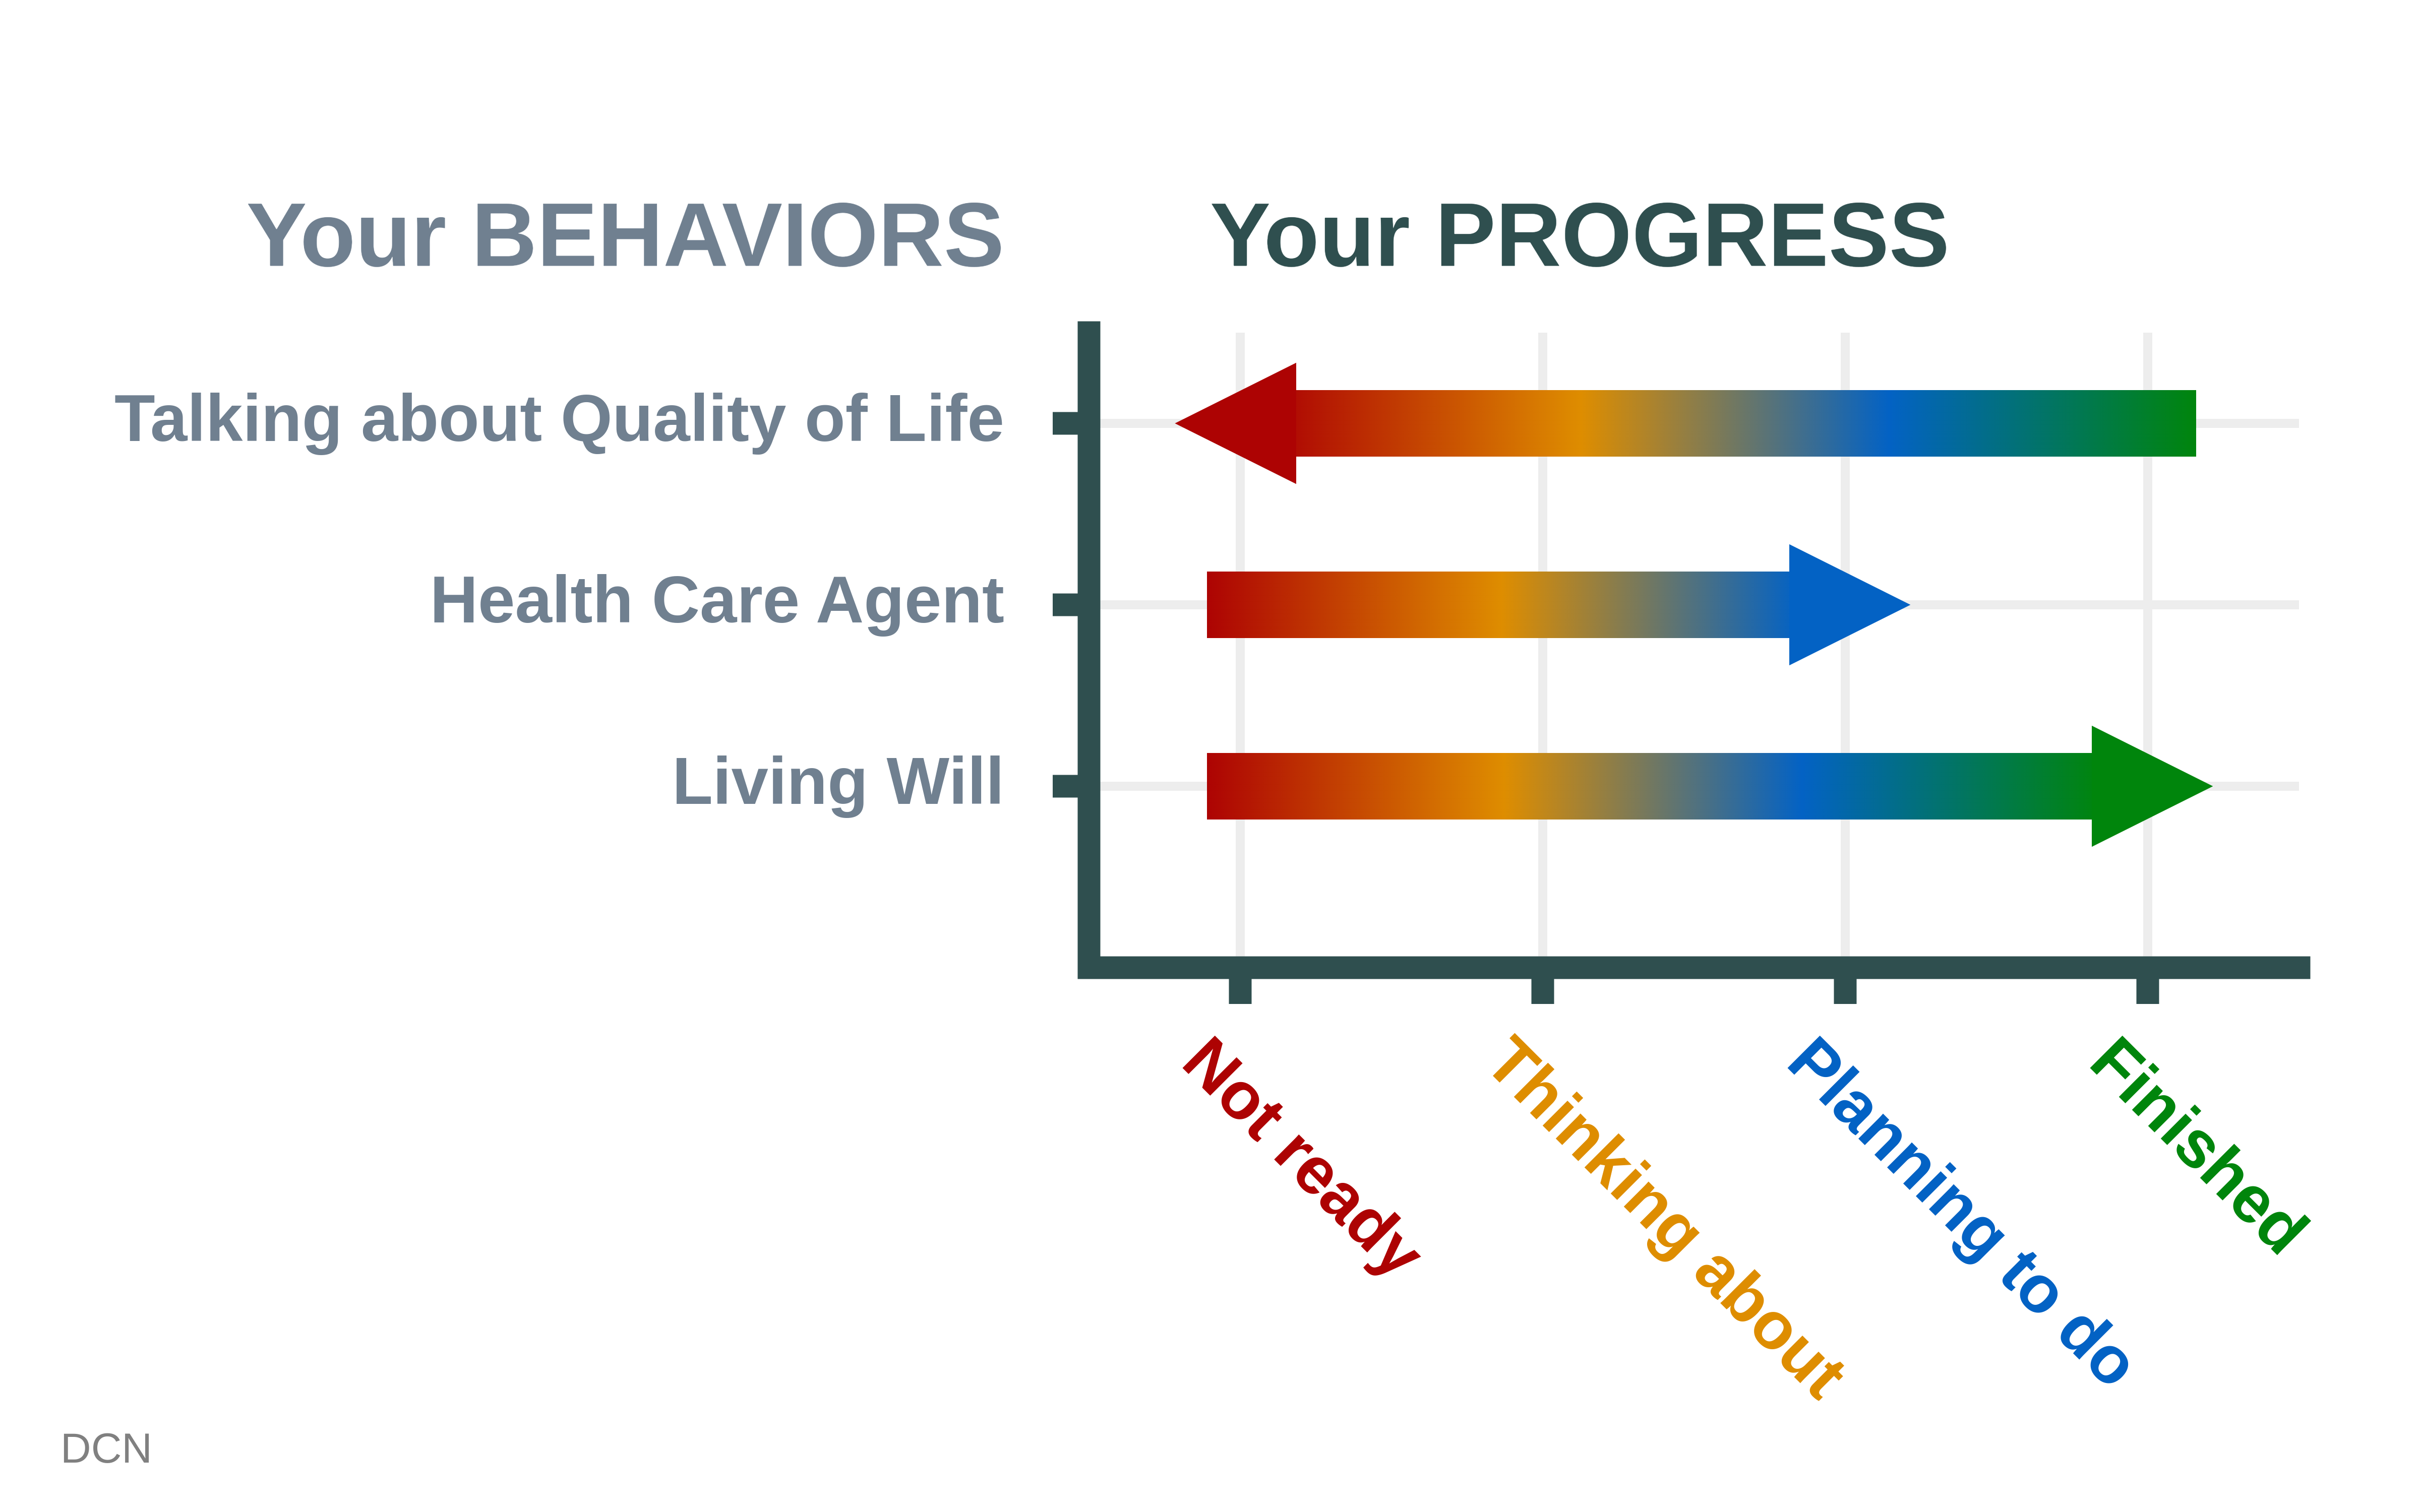 Your BEHAVIORS
Your PROGRESS
Talking about Quality of Life
Health Care Agent
Living Will
Not ready
Thinking about
Planning to do
Finished
DCN